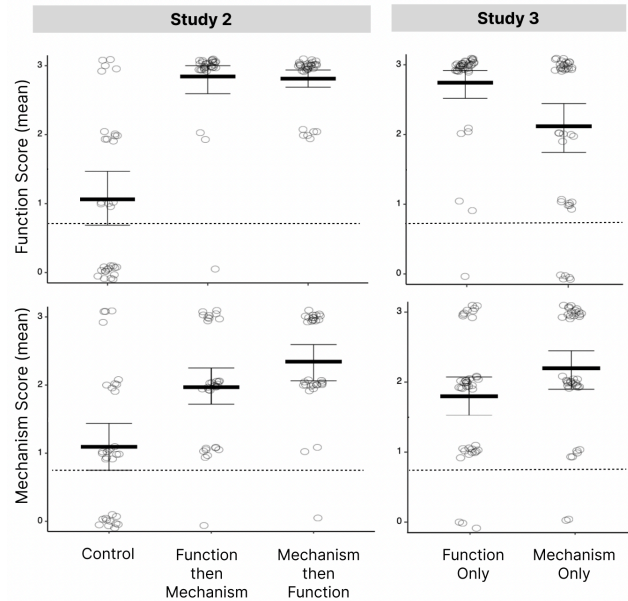 Study 2
Study 3
Function Score (mean)
3
2
1
0
3
2
1
0
Mechanism Score (mean)
3
2
1
0
3
2
1
0
Control
Function
then
Mechanism
Mechanism
then
Function
Function
Only
Mechanism
Only